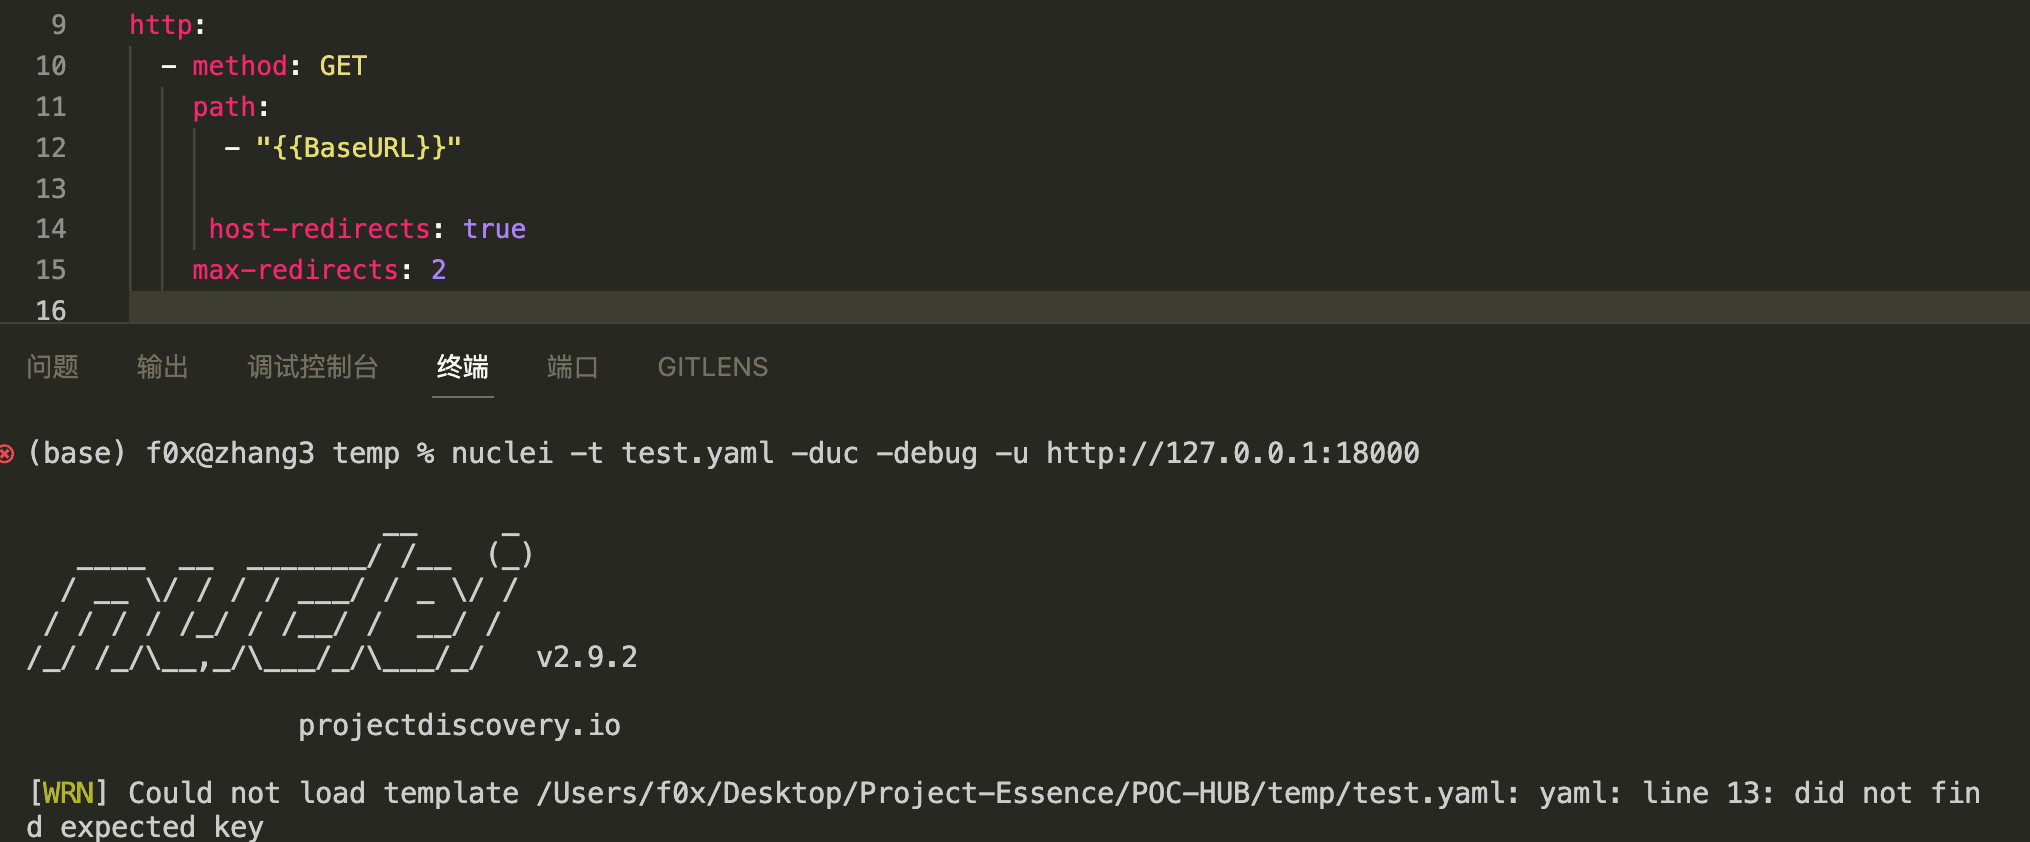 9 http:
10   - method: GET
11     path:
12       - "{{BaseURL}}"
13
14      host-redirects: true
15     max-redirects: 2
16
问题 输出 调试控制台 终端 端口 GITLENS
(base) f0x@zhang3 temp % nuclei -t test.yaml -duc -debug -u http://127.0.0.1:18000
                     __     _
   ____  __  _______/ /__  (_)
  / __ \/ / / / ___/ / _ \/ /
 / / / / /_/ / /__/ /  __/ /
/_/ /_/\__,_/\___/_/\___/_/   v2.9.2
projectdiscovery.io
[WRN] Could not load template /Users/f0x/Desktop/Project-Essence/POC-HUB/temp/test.yaml: yaml: line 13: did not fin
d expected key